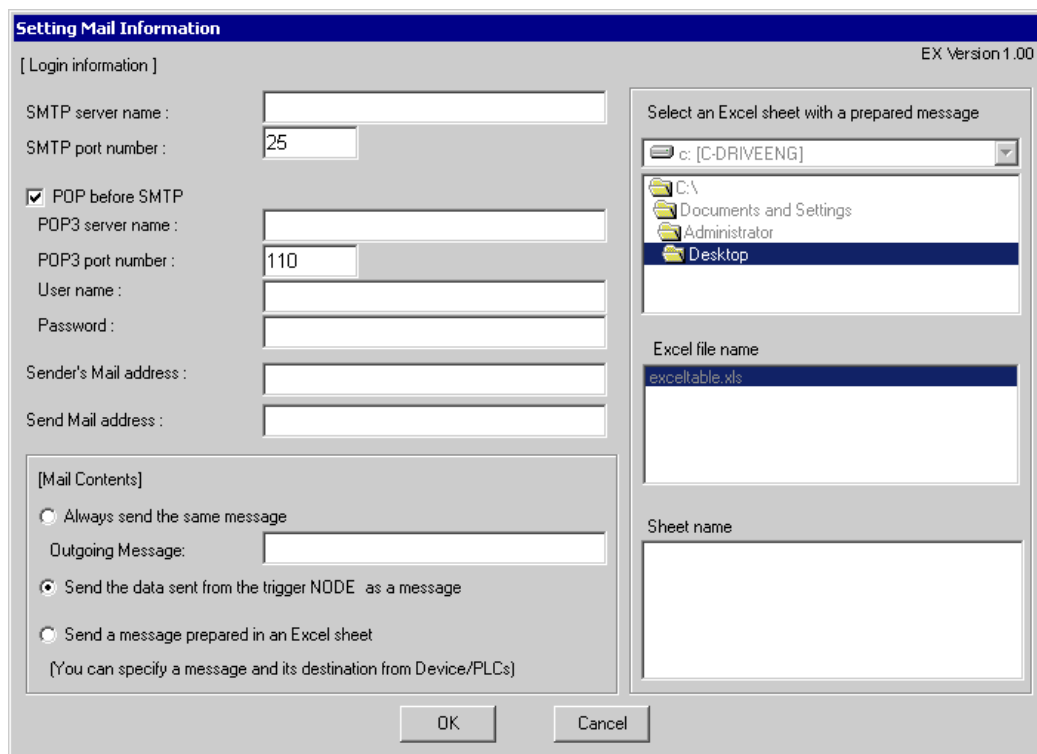 Setting Mail Information
EX Version 1.00
[ Login information ]
SMTP server name :
SMTP port number :
25
POP before SMTP
POP3 server name :
POP3 port number :
110
User name :
Password :
Sender's Mail address :
Send Mail address :
[Mail Contents]
Always send the same message
Outgoing Message:
Send the data sent from the trigger NODE as a message
Send a message prepared in an Excel sheet
(You can specify a message and its destination from Device/PLCs)
Select an Excel sheet with a prepared message
c: [C-DRIVEENG]
C:\
Documents and Settings
Administrator
Desktop
Excel file name
exceltable.xls
Sheet name
OK
Cancel